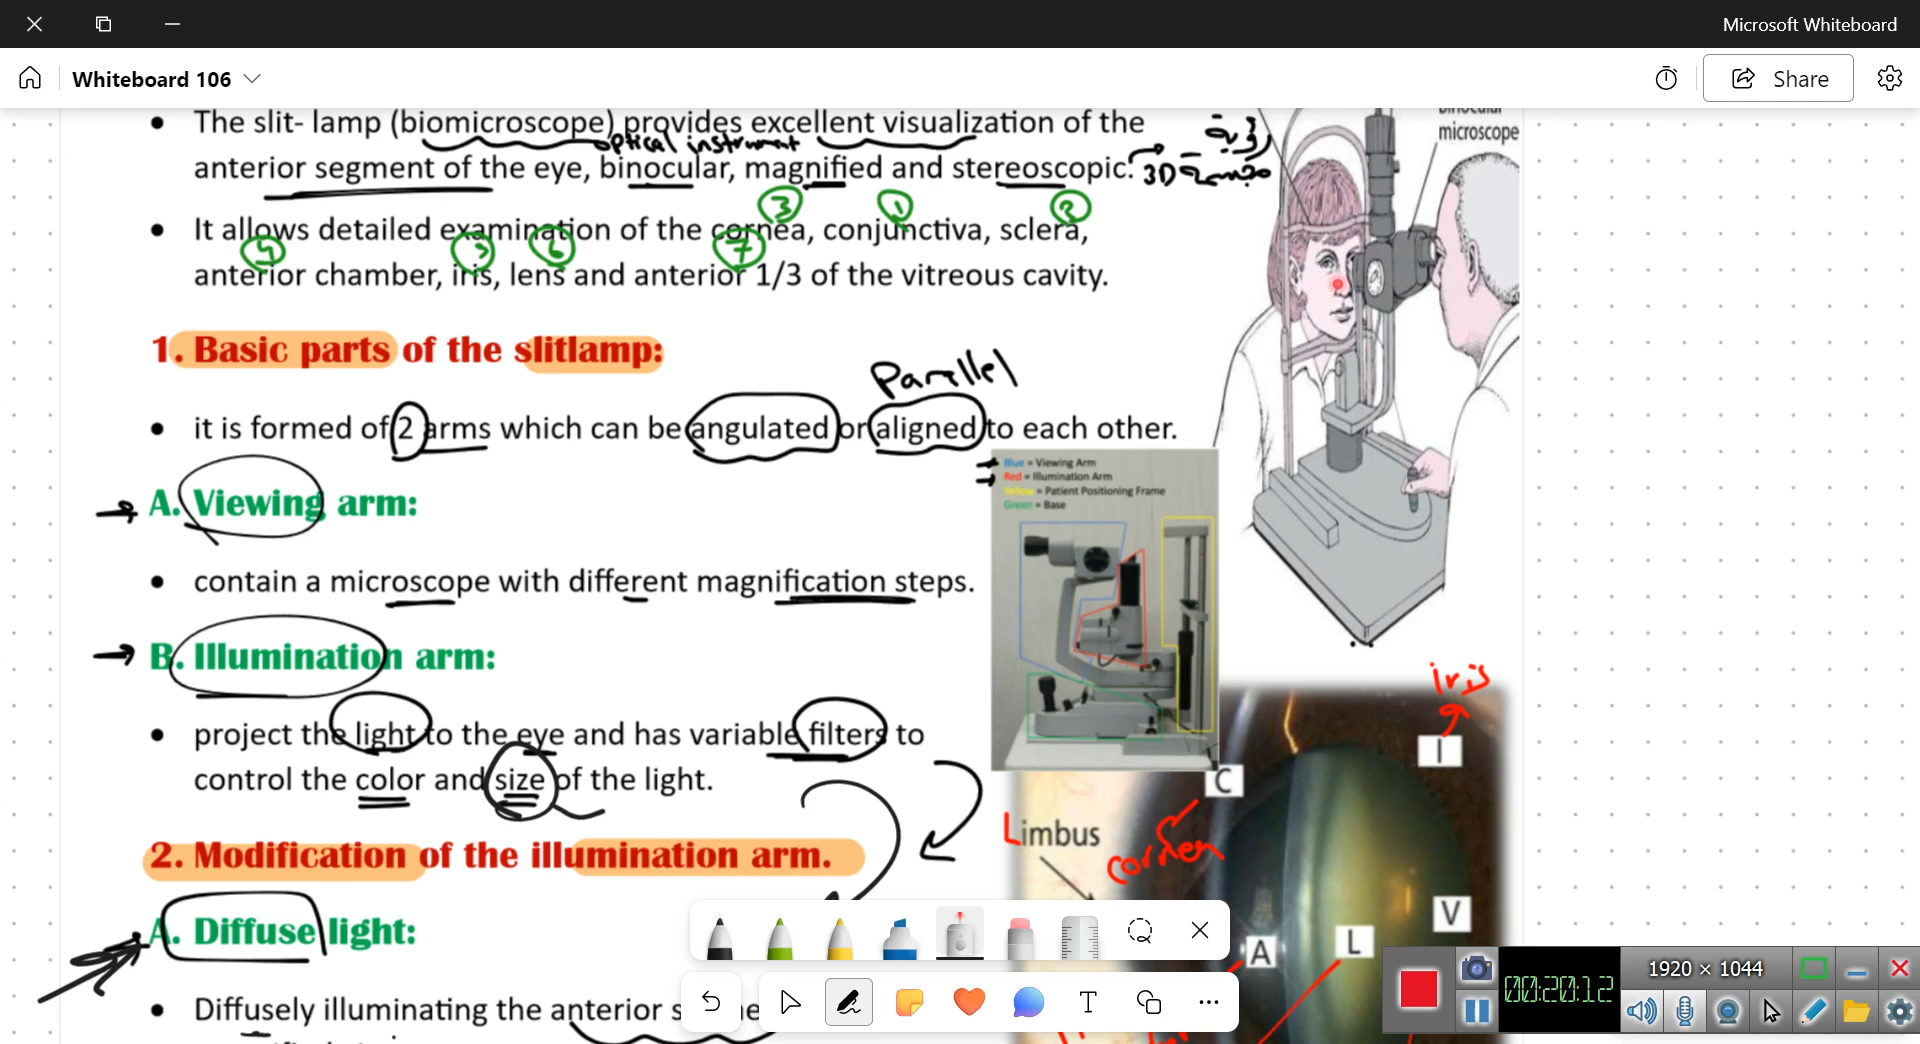 Microsoft Whiteboard
Whiteboard 106
Share
• The slit- lamp (biomicroscope) provides excellent visualization of the
optical instrument
anterior segment of the eye, binocular, magnified and stereoscopic.
3D
microscope
3 1 2
• It allows detailed examination of the cornea, conjunctiva, sclera,
6 7
anterior chamber, iris, lens and anterior 1/3 of the vitreous cavity.
1. Basic parts of the slitlamp:
Parallel
• it is formed of 2 arms which can be angulated or aligned to each other.
Blue = Viewing Arm
Red = Illumination Arm
Yellow = Patient Positioning Frame
Green = Base
A. Viewing arm:
• contain a microscope with different magnification steps.
B. Illumination arm:
• project the light to the eye and has variable filters to
control the color and size of the light.
iris
I
C
Limbus
2. Modification of the illumination arm.
V
L
A
A. Diffuse light:
• Diffusely illuminating the anterior
1920 × 1044
00:20:12